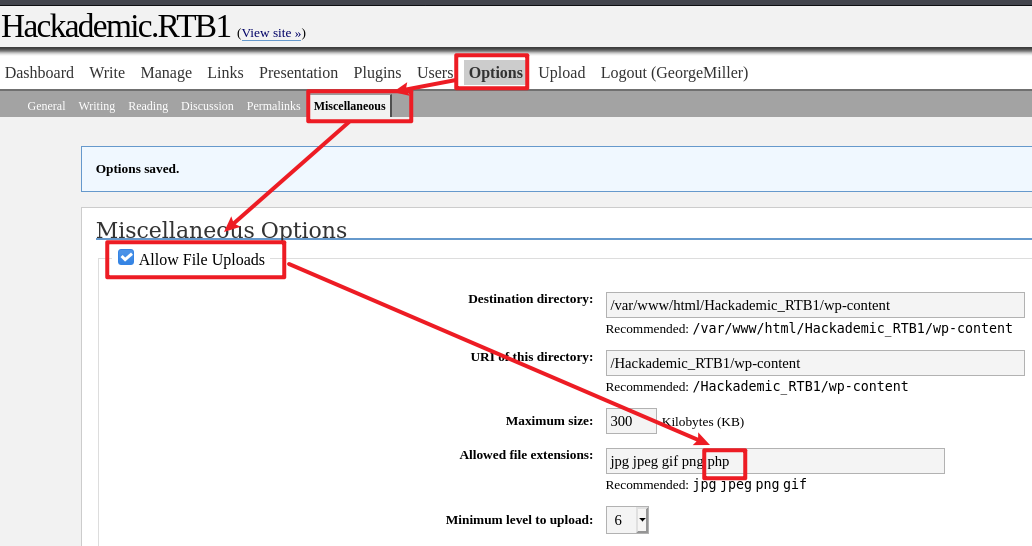 Hackademic.RTB1 (View site »)
Dashboard Write Manage Links Presentation Plugins Users Options Upload Logout (GeorgeMiller)
General Writing Reading Discussion Permalinks Miscellaneous
Options saved.
Miscellaneous Options
Allow File Uploads
Destination directory: /var/www/html/Hackademic_RTB1/wp-content
Recommended: /var/www/html/Hackademic_RTB1/wp-content
URI of this directory: /Hackademic_RTB1/wp-content
Recommended: /Hackademic_RTB1/wp-content
Maximum size: 300 Kilobytes (KB)
Allowed file extensions: jpg jpeg gif png php
Recommended: jpg jpeg png gif
Minimum level to upload: 6